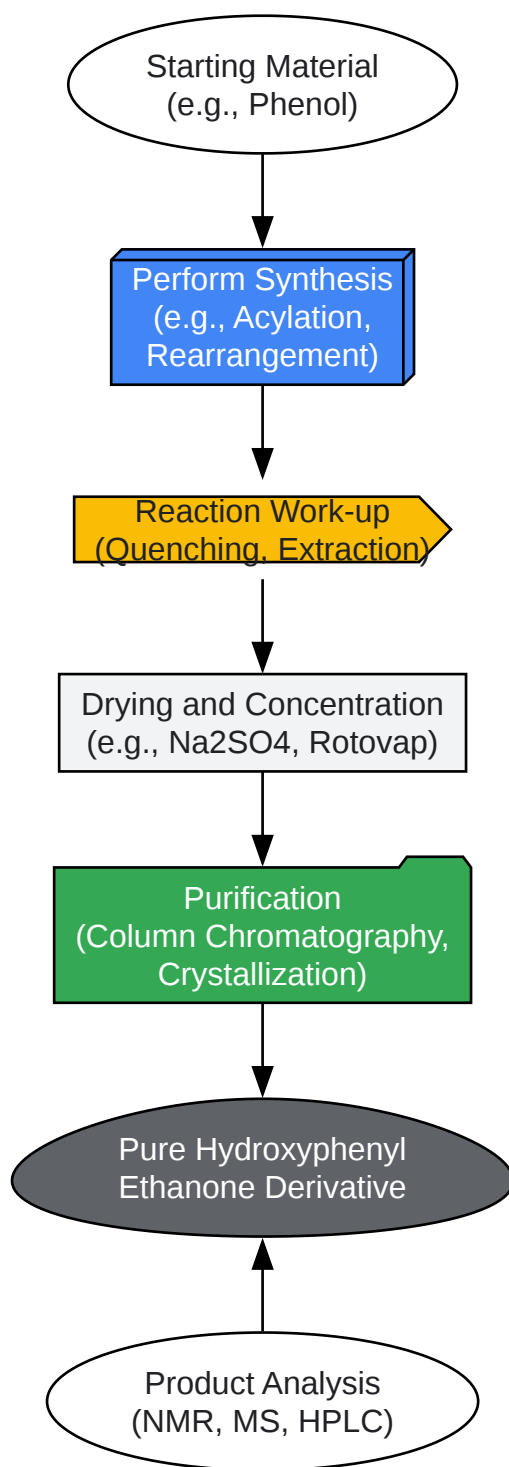 Starting Material
(e.g., Phenol)
Perform Synthesis
(e.g., Acylation,
Rearrangement)
Reaction Work-up
(Quenching, Extraction)
Drying and Concentration
(e.g., Na2SO4, Rotovap)
Purification
(Column Chromatography,
Crystallization)
Pure Hydroxyphenyl
Ethanone Derivative
Product Analysis
(NMR, MS, HPLC)